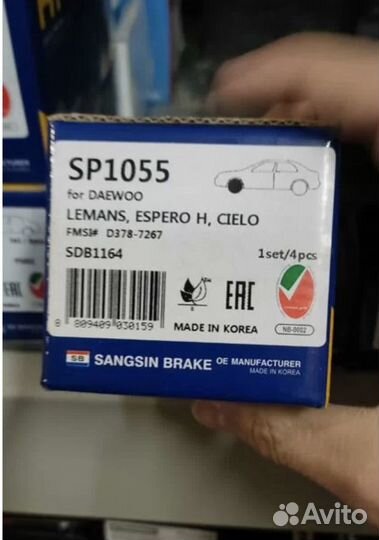 SP1055
for DAEWOO
LEMANS, ESPERO H, CIELO
FMSI# D378-7267
SDB1164
1set/4pcs
EAC
NB-0002
8 809409 030159
MADE IN KOREA
SB SANGSIN BRAKE OE MANUFACTURER
MADE IN KOREA
Avito